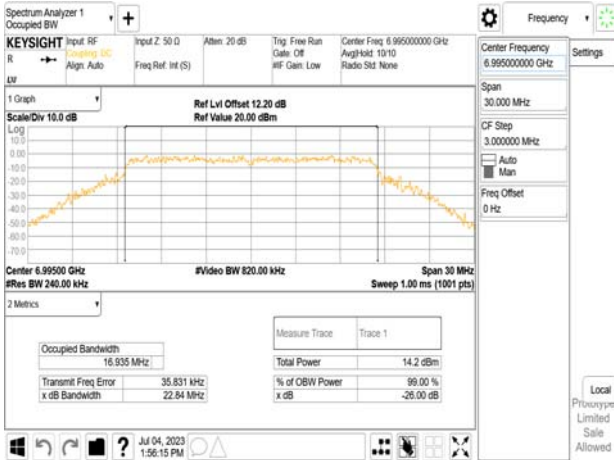 Spectrum Analyzer 1
Occupied BW
+
Frequency
KEYSIGHT
R
LXI
Input: RF
Coupling: DC
Align: Auto
Input Z: 50 Ω
Freq Ref: Int (S)
Atten: 20 dB
Trig: Free Run
Gate: Off
#IF Gain: Low
Center Freq: 6.995000000 GHz
Avg|Hold: 10/10
Radio Std: None
Center Frequency
6.995000000 GHz
Settings
Span
30.000 MHz
CF Step
3.000000 MHz
Auto
Man
Freq Offset
0 Hz
1 Graph
Scale/Div 10.0 dB
Ref Lvl Offset 12.20 dB
Ref Value 20.00 dBm
Log
10.0
0.00
-10.0
-20.0
-30.0
-40.0
-50.0
-60.0
-70.0
Center 6.99500 GHz
#Res BW 240.00 kHz
#Video BW 820.00 kHz
Span 30 MHz
Sweep 1.00 ms (1001 pts)
2 Metrics
Measure Trace Trace 1
Occupied Bandwidth
16.935 MHz
Total Power 14.2 dBm
Transmit Freq Error 35.831 kHz
% of OBW Power 99.00 %
x dB Bandwidth 22.84 MHz
x dB -26.00 dB
Local
Prototype
Limited
Sale
Allowed
?
Jul 04, 2023
1:56:15 PM